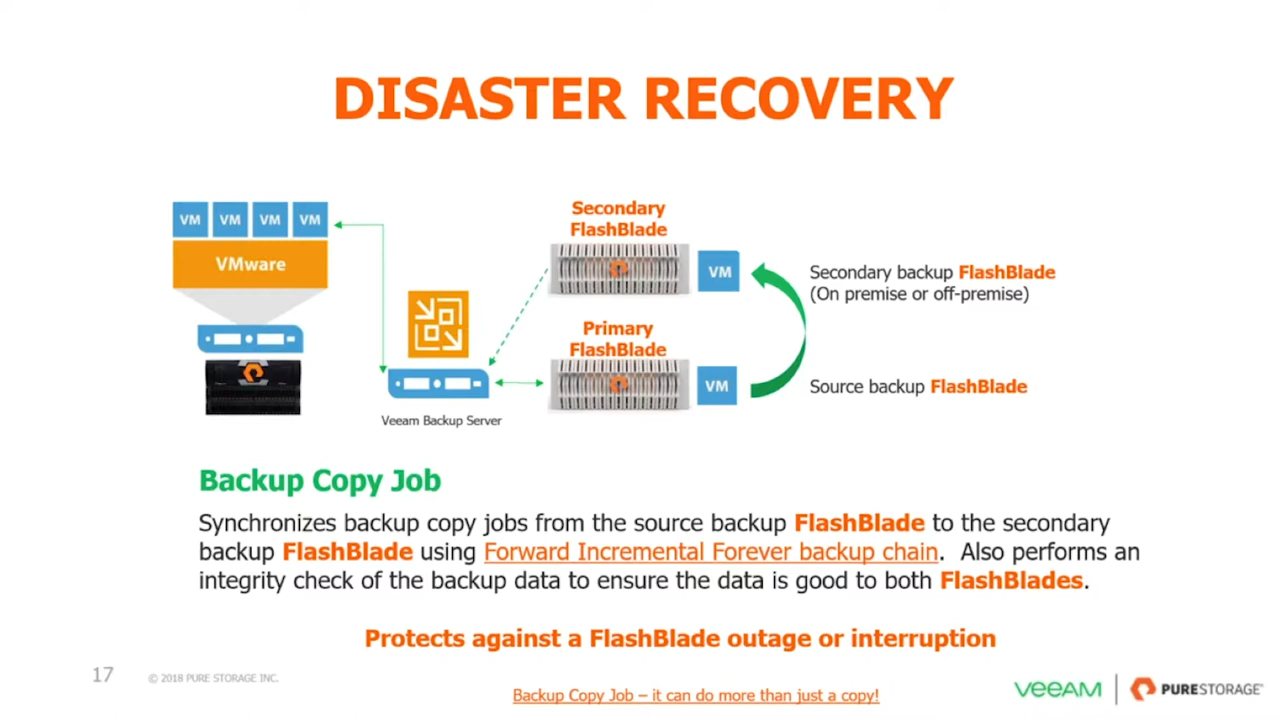 DISASTER RECOVERY
VM VM VM VM
VMware
Veeam Backup Server
Secondary
FlashBlade
VM
Primary
FlashBlade
VM
Secondary backup FlashBlade
(On premise or off-premise)
Source backup FlashBlade
Backup Copy Job
Synchronizes backup copy jobs from the source backup FlashBlade to the secondary
backup FlashBlade using Forward Incremental Forever backup chain. Also performs an
integrity check of the backup data to ensure the data is good to both FlashBlades.
Protects against a FlashBlade outage or interruption
17
© 2018 PURE STORAGE INC.
Backup Copy Job – it can do more than just a copy!
VEEAM
PURESTORAGE®